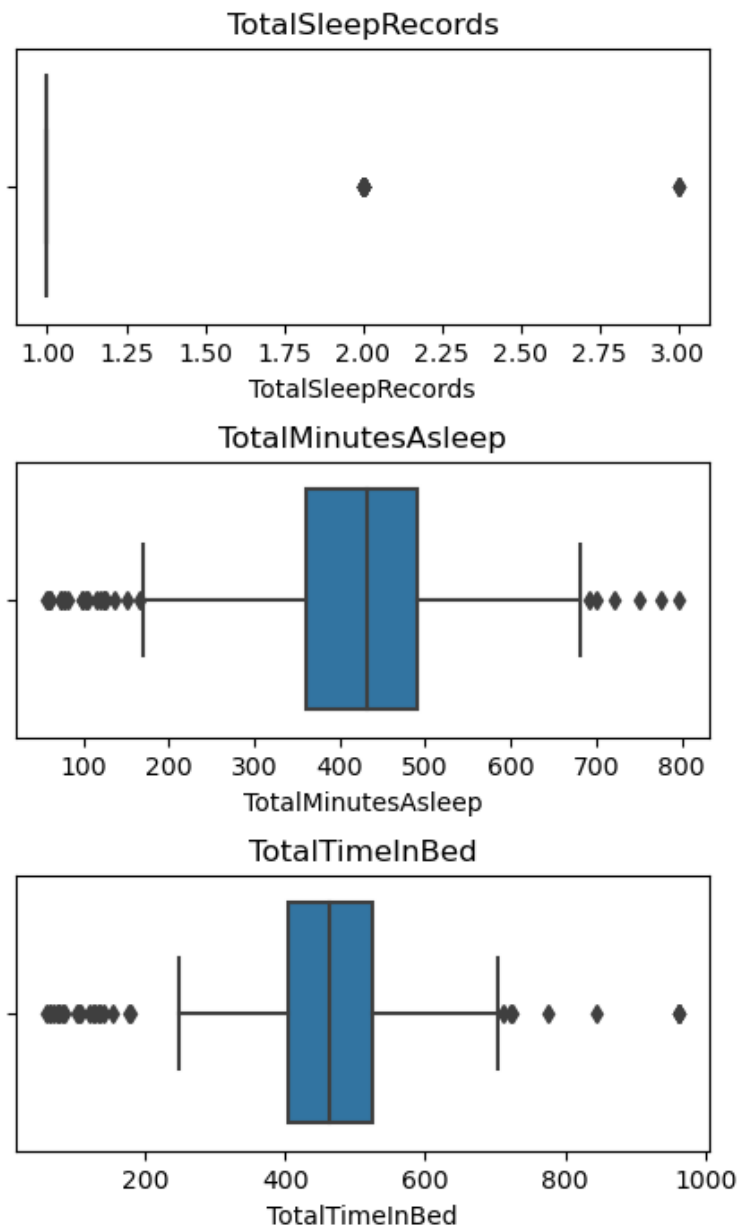 TotalSleepRecords
1.00 1.25 1.50 1.75 2.00 2.25 2.50 2.75 3.00
TotalSleepRecords
TotalMinutesAsleep
100 200 300 400 500 600 700 800
TotalMinutesAsleep
TotalTimeInBed
200 400 600 800 1000
TotalTimeInBed